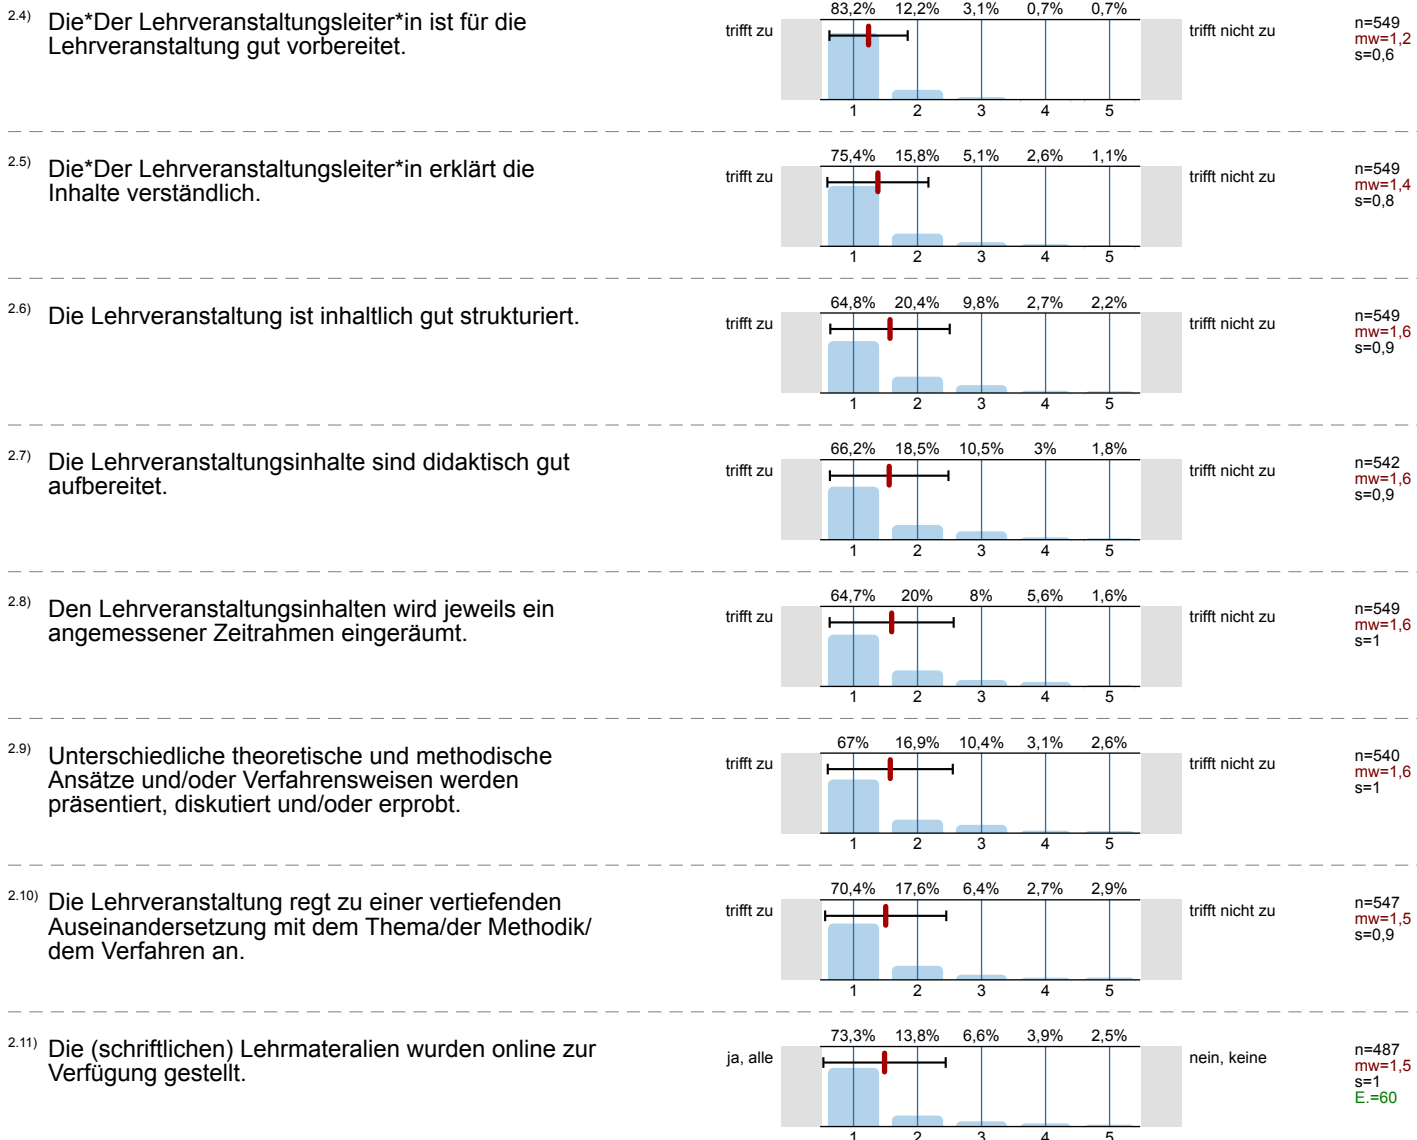 2.4) Die*Der Lehrveranstaltungsleiter*in ist für die
Lehrveranstaltung gut vorbereitet.
trifft zu
83,2% 12,2% 3,1% 0,7% 0,7%
1 2 3 4 5
trifft nicht zu
n=549
mw=1,2
s=0,6
2.5) Die*Der Lehrveranstaltungsleiter*in erklärt die
Inhalte verständlich.
trifft zu
75,4% 15,8% 5,1% 2,6% 1,1%
1 2 3 4 5
trifft nicht zu
n=549
mw=1,4
s=0,8
2.6) Die Lehrveranstaltung ist inhaltlich gut strukturiert.
trifft zu
64,8% 20,4% 9,8% 2,7% 2,2%
1 2 3 4 5
trifft nicht zu
n=549
mw=1,6
s=0,9
2.7) Die Lehrveranstaltungsinhalte sind didaktisch gut
aufbereitet.
trifft zu
66,2% 18,5% 10,5% 3% 1,8%
1 2 3 4 5
trifft nicht zu
n=542
mw=1,6
s=0,9
2.8) Den Lehrveranstaltungsinhalten wird jeweils ein
angemessener Zeitrahmen eingeräumt.
trifft zu
64,7% 20% 8% 5,6% 1,6%
1 2 3 4 5
trifft nicht zu
n=549
mw=1,6
s=1
2.9) Unterschiedliche theoretische und methodische
Ansätze und/oder Verfahrensweisen werden
präsentiert, diskutiert und/oder erprobt.
trifft zu
67% 16,9% 10,4% 3,1% 2,6%
1 2 3 4 5
trifft nicht zu
n=540
mw=1,6
s=1
2.10) Die Lehrveranstaltung regt zu einer vertiefenden
Auseinandersetzung mit dem Thema/der Methodik/
dem Verfahren an.
trifft zu
70,4% 17,6% 6,4% 2,7% 2,9%
1 2 3 4 5
trifft nicht zu
n=547
mw=1,5
s=0,9
2.11) Die (schriftlichen) Lehrmateralien wurden online zur
Verfügung gestellt.
ja, alle
73,3% 13,8% 6,6% 3,9% 2,5%
1 2 3 4 5
nein, keine
n=487
mw=1,5
s=1
E.=60